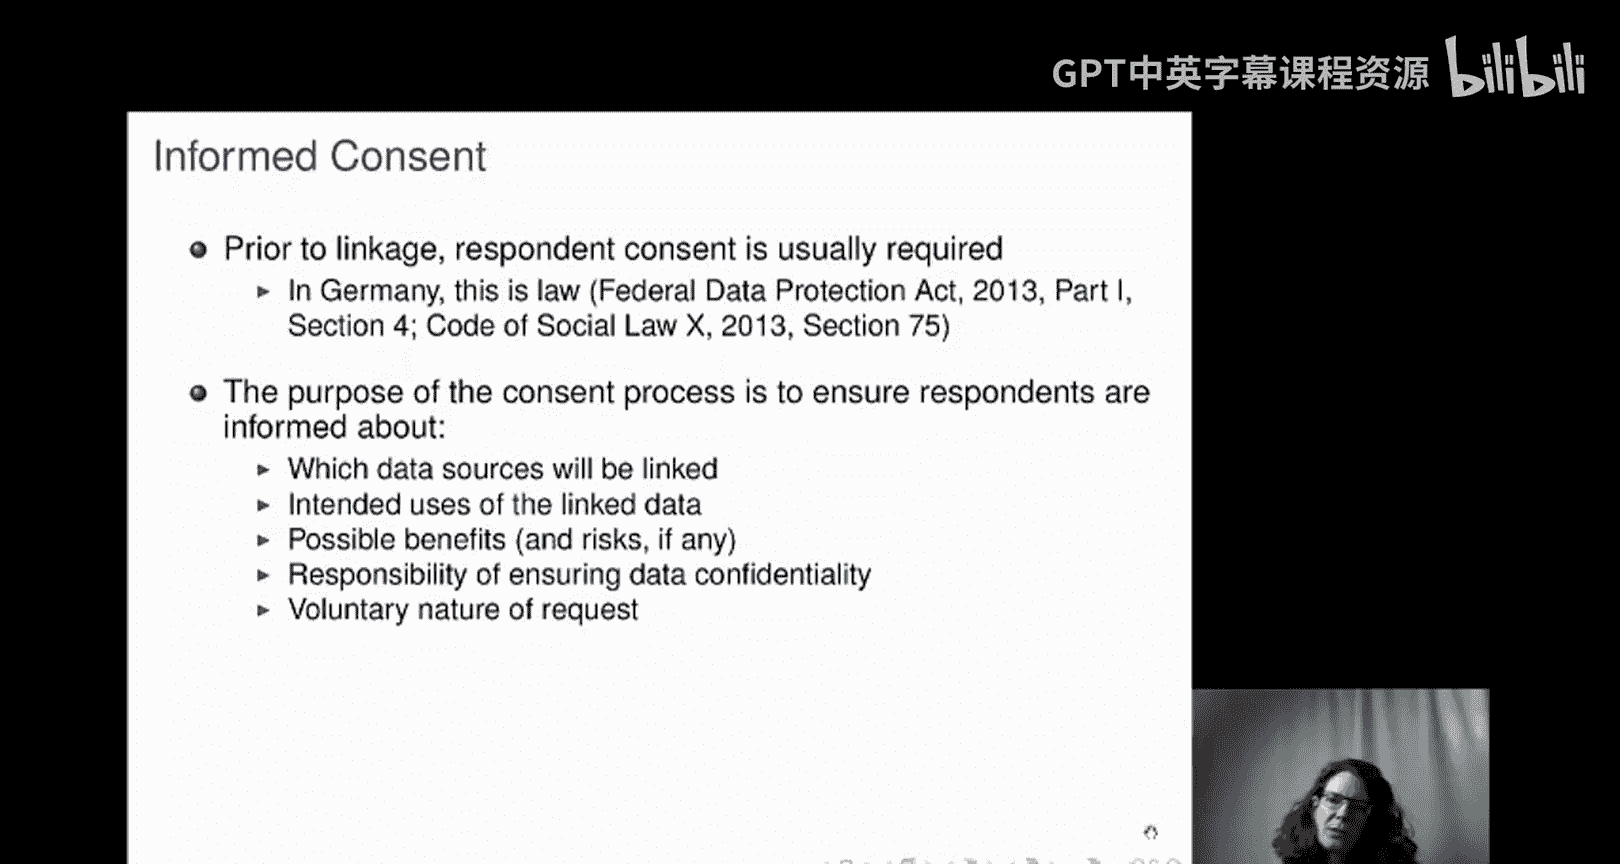 GPT中英字幕课程资源 bilibili
Informed Consent
Prior to linkage, respondent consent is usually required
In Germany, this is law (Federal Data Protection Act, 2013, Part I,
Section 4; Code of Social Law X, 2013, Section 75)
The purpose of the consent process is to ensure respondents are
informed about:
Which data sources will be linked
Intended uses of the linked data
Possible benefits (and risks, if any)
Responsibility of ensuring data confidentiality
Voluntary nature of request